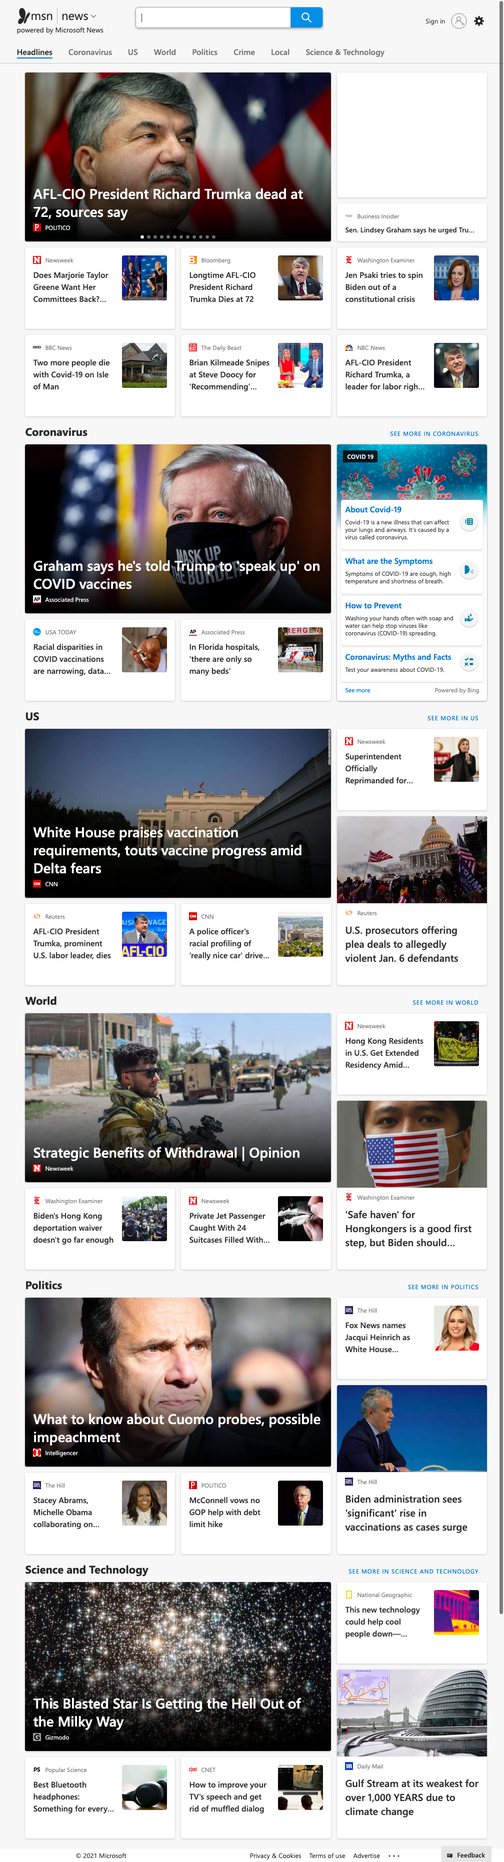 msn | news
powered by Microsoft News
Sign in
Headlines Coronavirus US World Politics Crime Local Science & Technology
AFL-CIO President Richard Trumka dead at
72, sources say
POLITICO
Business Insider
Sen. Lindsey Graham says he urged Tru...
Newsweek
Does Marjorie Taylor
Greene Want Her
Committees Back?...
Bloomberg
Longtime AFL-CIO
President Richard
Trumka Dies at 72
Washington Examiner
Jen Psaki tries to spin
Biden out of a
constitutional crisis
BBC News
Two more people die
with Covid-19 on Isle
of Man
The Daily Beast
Brian Kilmeade Snipes
at Steve Doocy for
'Recommending'...
NBC News
AFL-CIO President
Richard Trumka, a
leader for labor righ...
Coronavirus
SEE MORE IN CORONAVIRUS
MASK UP
THE BURDEN
Graham says he's told Trump to 'speak up' on
COVID vaccines
AP Associated Press
COVID 19
About Covid-19
Covid-19 is a new illness that can affect
your lungs and airways. It's caused by a
virus called coronavirus.
What are the Symptoms
Symptoms of COVID-19 are cough, high
temperature and shortness of breath.
How to Prevent
Washing your hands often with soap and
water can help stop viruses like
coronavirus (COVID-19) spreading.
Coronavirus: Myths and Facts
Test your awareness about COVID-19.
See more
Powered by Bing
USA TODAY
Racial disparities in
COVID vaccinations
are narrowing, data...
AP Associated Press
In Florida hospitals,
'there are only so
many beds'
US
SEE MORE IN US
White House praises vaccination
requirements, touts vaccine progress amid
Delta fears
CNN
Newsweek
Superintendent
Officially
Reprimanded for...
Reuters
U.S. prosecutors offering
plea deals to allegedly
violent Jan. 6 defendants
Reuters
AFL-CIO President
Trumka, prominent
U.S. labor leader, dies
AFL-CIO
CNN
A police officer's
racial profiling of
'really nice car' drive...
World
SEE MORE IN WORLD
Strategic Benefits of Withdrawal | Opinion
Newsweek
Newsweek
Hong Kong Residents
in U.S. Get Extended
Residency Amid...
Washington Examiner
'Safe haven' for
Hongkongers is a good first
step, but Biden should...
Washington Examiner
Biden's Hong Kong
deportation waiver
doesn't go far enough
Newsweek
Private Jet Passenger
Caught With 24
Suitcases Filled With...
Politics
SEE MORE IN POLITICS
What to know about Cuomo probes, possible
impeachment
Intelligencer
The Hill
Fox News names
Jacqui Heinrich as
White House...
The Hill
Biden administration sees
'significant' rise in
vaccinations as cases surge
The Hill
Stacey Abrams,
Michelle Obama
collaborating on...
POLITICO
McConnell vows no
GOP help with debt
limit hike
Science and Technology
SEE MORE IN SCIENCE AND TECHNOLOGY
This Blasted Star Is Getting the Hell Out of
the Milky Way
Gizmodo
National Geographic
This new technology
could help cool
people down—...
Daily Mail
Gulf Stream at its weakest for
over 1,000 YEARS due to
climate change
PS Popular Science
Best Bluetooth
headphones:
Something for every...
CNET
How to improve your
TV's speech and get
rid of muffled dialog
© 2021 Microsoft
Privacy & Cookies Terms of use Advertise
Feedback